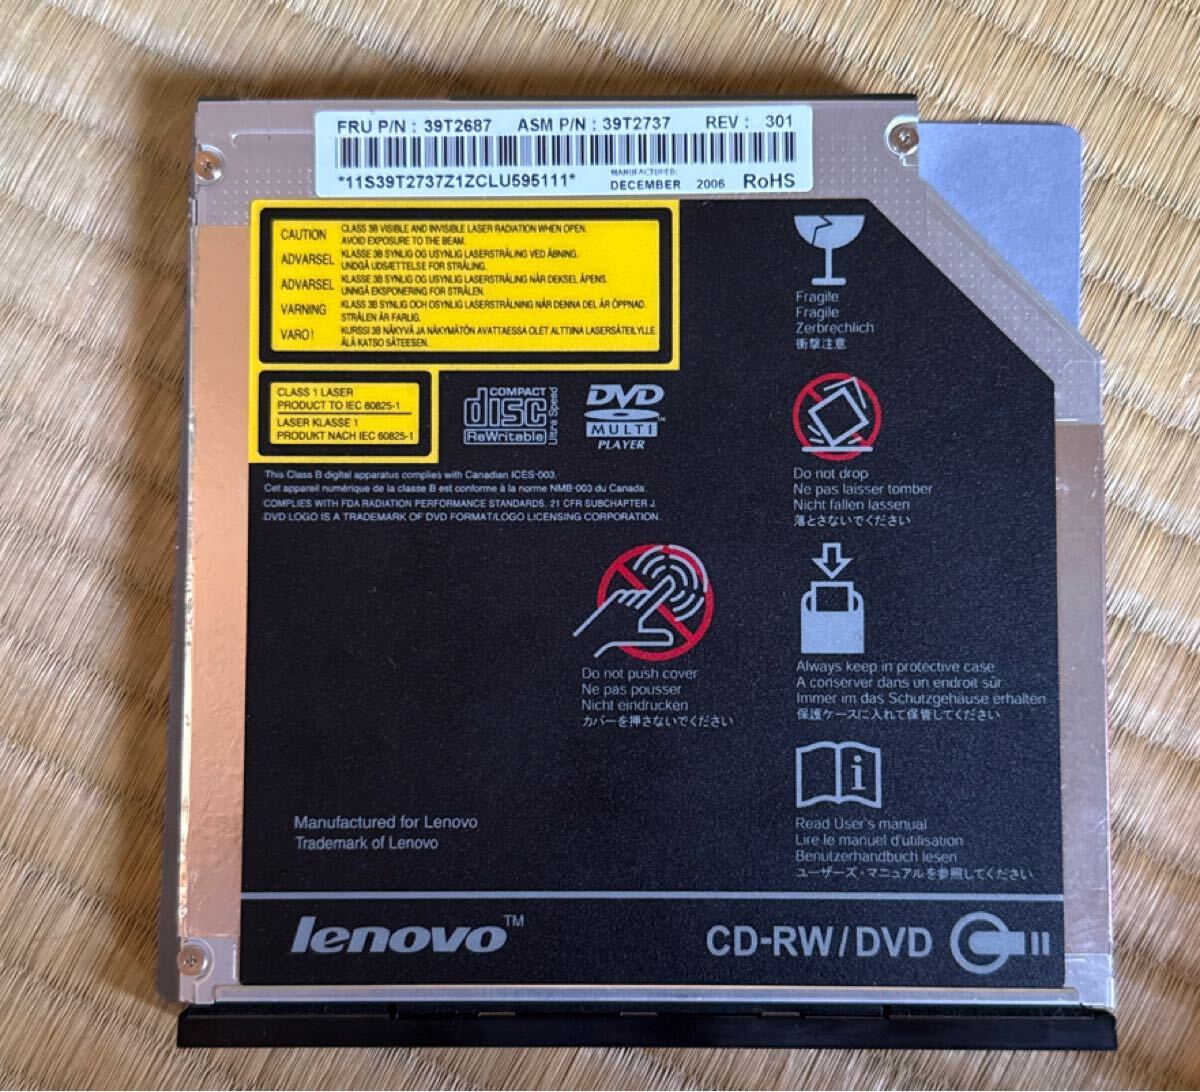 FRU P/N : 39T2687 ASM P/N : 39T2737 REV : 301
*11S39T2737Z1ZCLU595111*
MANUFACTURED:
DECEMBER 2006 RoHS
CAUTION CLASS 3B VISIBLE AND INVISIBLE LASER RADIATION WHEN OPEN.
AVOID EXPOSURE TO THE BEAM.
ADVARSEL KLASSE 3B SYNLIG OG USYNLIG LASERSTRÅLING VED ÅBNING.
UNDGÅ UDSÆTTELSE FOR STRÅLING.
ADVARSEL KLASSE 3B SYNLIG OG USYNLIG LASERSTRÅLING NÅR DEKSEL ÅPENS.
UNNGÅ EKSPONERING FOR STRÅLEN.
VARNING KLASS 3B SYNLIG OCH OSYNLIG LASERSTRÅLNING NÄR DENNA DEL ÄR ÖPPNAD.
STRÅLEN ÄR FARLIG.
VARO! KURSSI 3B NÄKYVÄ JA NÄKYMÄTÖN AVATTAESSA OLET ALTTINA LASERSÄTEILYLLE.
ÄLÄ KATSO SÄTEESEN.
CLASS 1 LASER
PRODUCT TO IEC 60825-1
LASER KLASSE 1
PRODUKT NACH IEC 60825-1
COMPACT
disc
ReWritable
Ultra Speed
DVD
MULTI
PLAYER
This Class B digital apparatus complies with Canadian ICES-003.
Cet appareil numérique de la classe B est conforme à la norme NMB-003 du Canada.
COMPLIES WITH FDA RADIATION PERFORMANCE STANDARDS, 21 CFR SUBCHAPTER J.
DVD LOGO IS A TRADEMARK OF DVD FORMAT/LOGO LICENSING CORPORATION.
Fragile
Fragile
Zerbrechlich
衝撃注意
Do not drop
Ne pas laisser tomber
Nicht fallen lassen
落とさないでください
Do not push cover
Ne pas pousser
Nicht eindrucken
カバーを押さないでください
Always keep in protective case
A conserver dans un endroit sûr
Immer im das Schutzgehäuse erhalten
保護ケースに入れて保管してください
Read User's manual
Lire le manuel d'utilisation
Benutzerhandbuch lesen
ユーザーズ・マニュアルを参照してください
Manufactured for Lenovo
Trademark of Lenovo
lenovo™
CD-RW/DVD